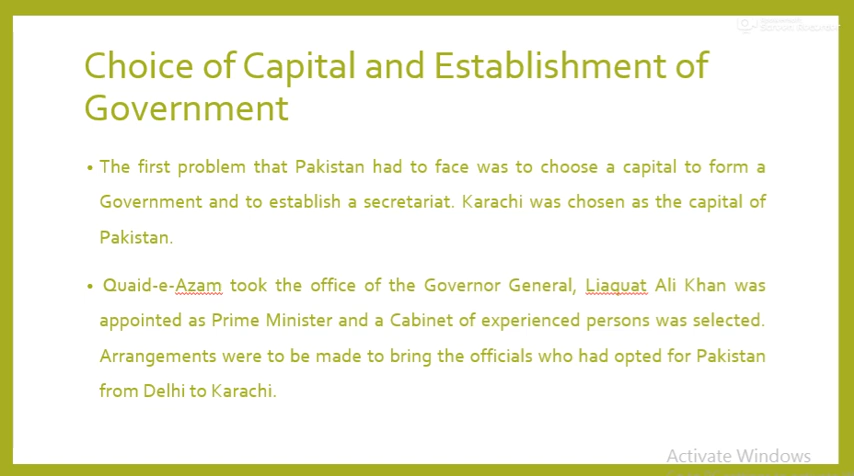 Choice of Capital and Establishment of
Government
• The first problem that Pakistan had to face was to choose a capital to form a
Government and to establish a secretariat. Karachi was chosen as the capital of
Pakistan.
• Quaid-e-Azam took the office of the Governor General, Liaquat Ali Khan was
appointed as Prime Minister and a Cabinet of experienced persons was selected.
Arrangements were to be made to bring the officials who had opted for Pakistan
from Delhi to Karachi.
Activate Windows